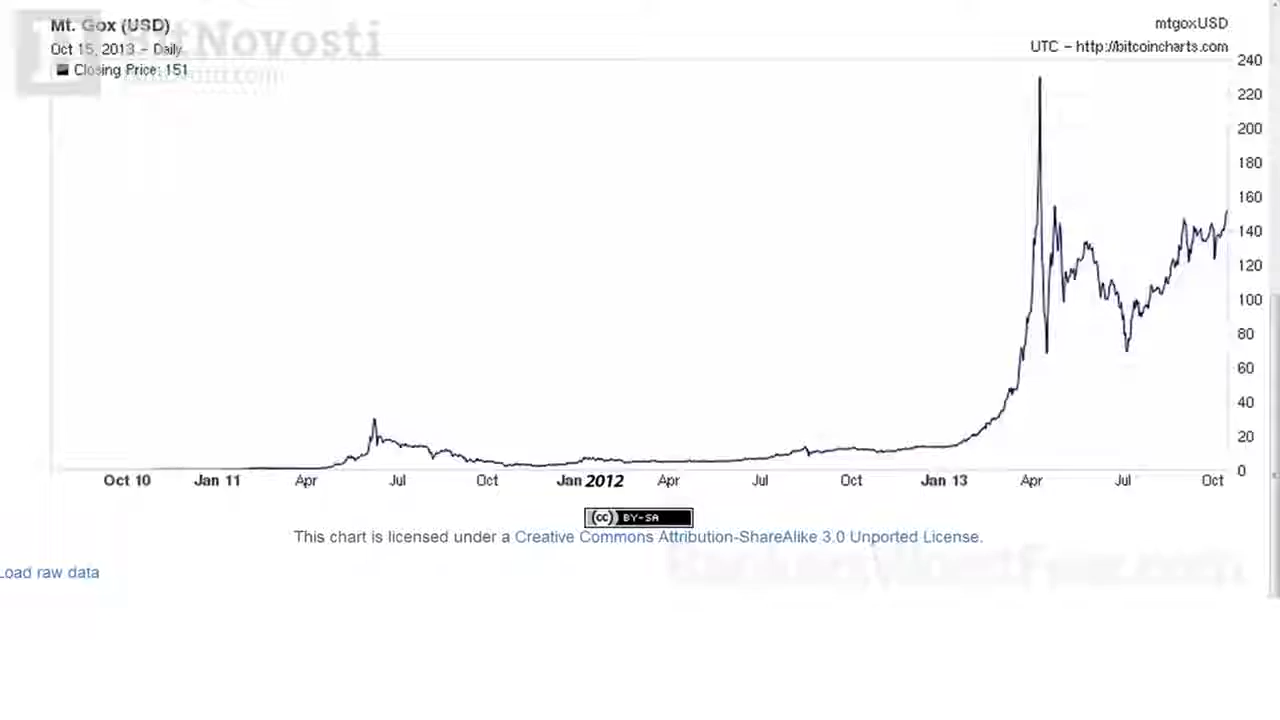 Mt. Gox (USD)
Oct 15, 2013 - Daily
Closing Price: 151
BitNovosti
mtgoxUSD
UTC - http://bitcoincharts.com
240
220
200
180
160
140
120
100
80
60
40
20
0
Oct 10 Jan 11 Apr Jul Oct Jan 2012 Apr Jul Oct Jan 13 Apr Jul Oct
(cc) BY-SA
This chart is licensed under a Creative Commons Attribution-ShareAlike 3.0 Unported License.
Load raw data